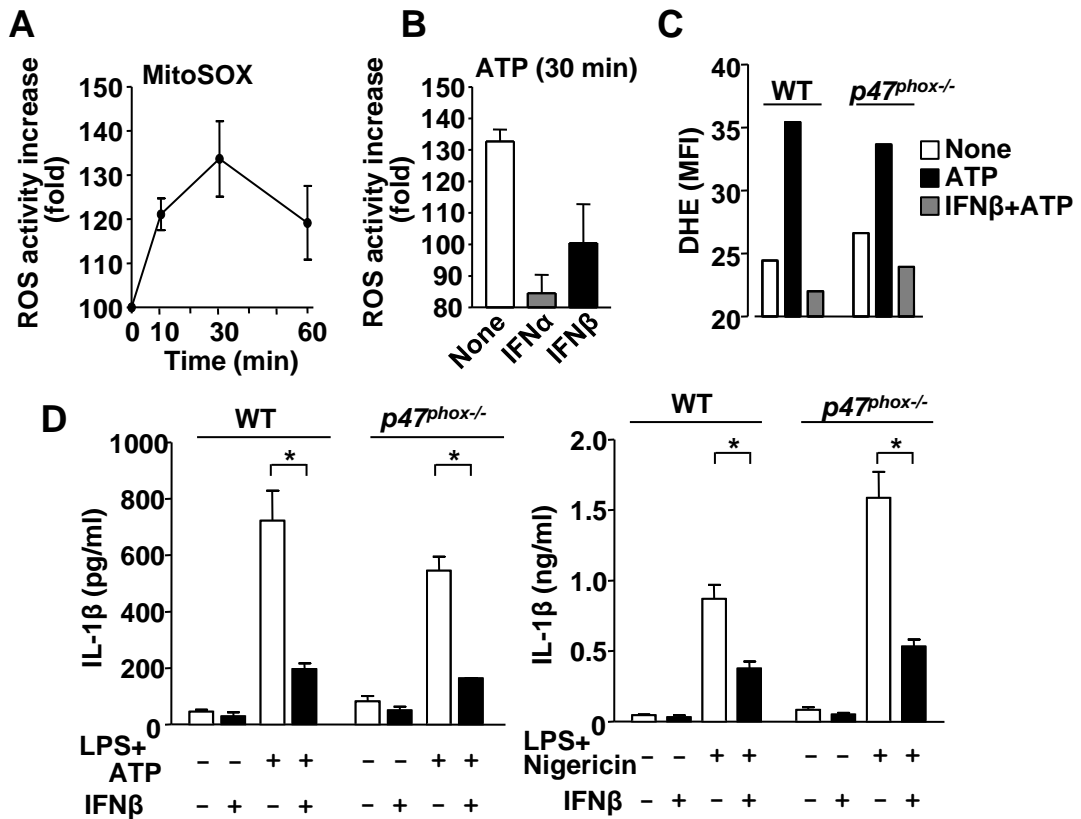 A
MitoSOX
ROS activity increase
(fold)
150
140
130
120
110
100
0 10 30 60
Time (min)
B
ATP (30 min)
ROS activity increase
(fold)
150
140
130
120
110
100
90
80
None IFNα IFNβ
C
WT p47phox-/-
DHE (MFI)
40
35
30
25
20
None
ATP
IFNβ+ATP
D
WT p47phox-/-
* *
IL-1β (pg/ml)
1000
800
600
400
200
0
LPS+
ATP
− − + + − − + +
IFNβ − + − + − + − +
WT p47phox-/-
* *
IL-1β (ng/ml)
2.0
1.5
1.0
0.5
0
LPS+
Nigericin
− − + + − − + +
IFNβ − + − + − + − +